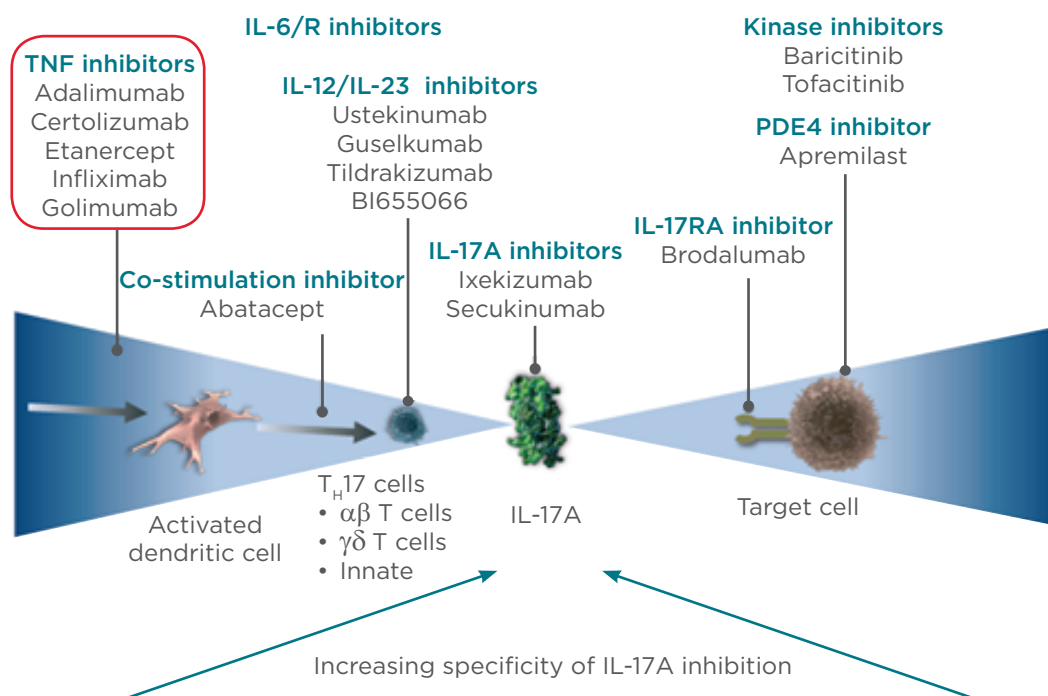 IL-6/R inhibitors
TNF inhibitors
Adalimumab
Certolizumab
Etanercept
Infliximab
Golimumab
IL-12/IL-23 inhibitors
Ustekinumab
Guselkumab
Tildrakizumab
BI655066
Kinase inhibitors
Baricitinib
Tofacitinib
PDE4 inhibitor
Apremilast
Co-stimulation inhibitor
Abatacept
IL-17A inhibitors
Ixekizumab
Secukinumab
IL-17RA inhibitor
Brodalumab
Activated
dendritic cell
T<sub>H</sub>17 cells
• αβ T cells
• γδ T cells
• Innate
IL-17A
Target cell
Increasing specificity of IL-17A inhibition